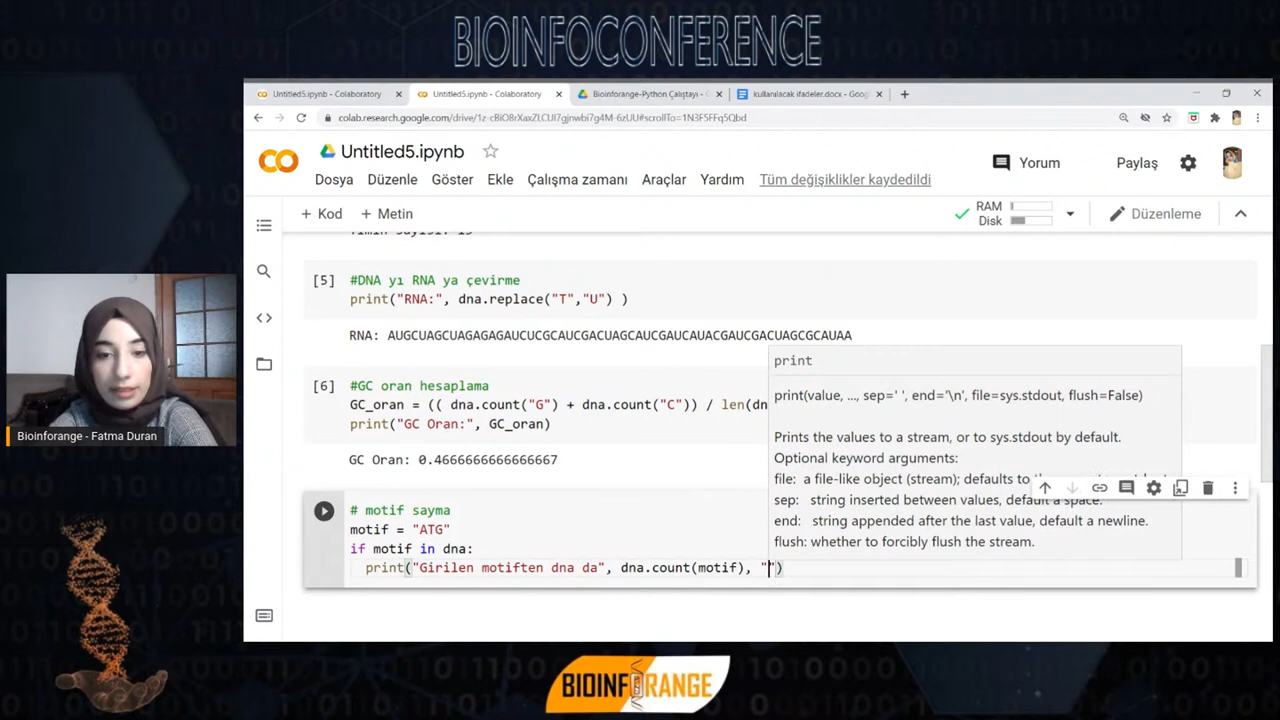 BIOINFOCONFERENCE
Untitled5.ipynb - Colaboratory
Untitled5.ipynb - Colaboratory
Bioinforange-Python Çalıştayı - G
kullanılacak ifadeler.docx - Goog
colab.research.google.com/drive/1z-cBiO8rXaxZLCUI7gjnwbi7g4M-6zUU#scrollTo=1N3F5FFq5Qbd
CO
Untitled5.ipynb
Yorum
Paylaş
Dosya Düzenle Göster Ekle Çalışma zamanı Araçlar Yardım Tüm değişiklikler kaydedildi
+ Kod + Metin
RAM
Disk
Düzenleme
[5] #DNA yı RNA ya çevirme
print("RNA:", dna.replace("T","U") )
RNA: AUGCUAGCUAGAGAGAUCUCGCAUCGACUAGCAUCGAUCAUACGAUCGACUAGCGCAUAA
[6] #GC oran hesaplama
GC_oran = (( dna.count("G") + dna.count("C")) / len(dn
print("GC Oran:", GC_oran)
GC Oran: 0.4666666666666667
print
print(value, ..., sep=' ', end='\n', file=sys.stdout, flush=False)
Prints the values to a stream, or to sys.stdout by default.
Optional keyword arguments:
file: a file-like object (stream); defaults to
sep: string inserted between values, default a space.
end: string appended after the last value, default a newline.
flush: whether to forcibly flush the stream.
# motif sayma
motif = "ATG"
if motif in dna:
print("Girilen motiften dna da", dna.count(motif), "")
Bioinforange - Fatma Duran
BIOINFORANGE